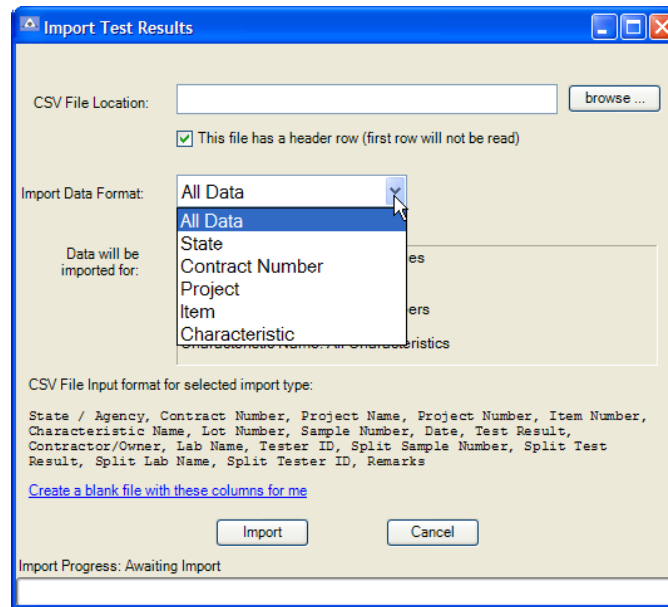 Import Test Results
CSV File Location:
browse ...
This file has a header row (first row will not be read)
Import Data Format:
All Data
All Data
State
Contract Number
Project
Item
Characteristic
Data will be
imported for:
es
ers
Characteristic Name: All Characteristics
CSV File Input format for selected import type:
State / Agency, Contract Number, Project Name, Project Number, Item Number,
Characteristic Name, Lot Number, Sample Number, Date, Test Result,
Contractor/Owner, Lab Name, Tester ID, Split Sample Number, Split Test
Result, Split Lab Name, Split Tester ID, Remarks
Create a blank file with these columns for me
Import
Cancel
Import Progress: Awaiting Import